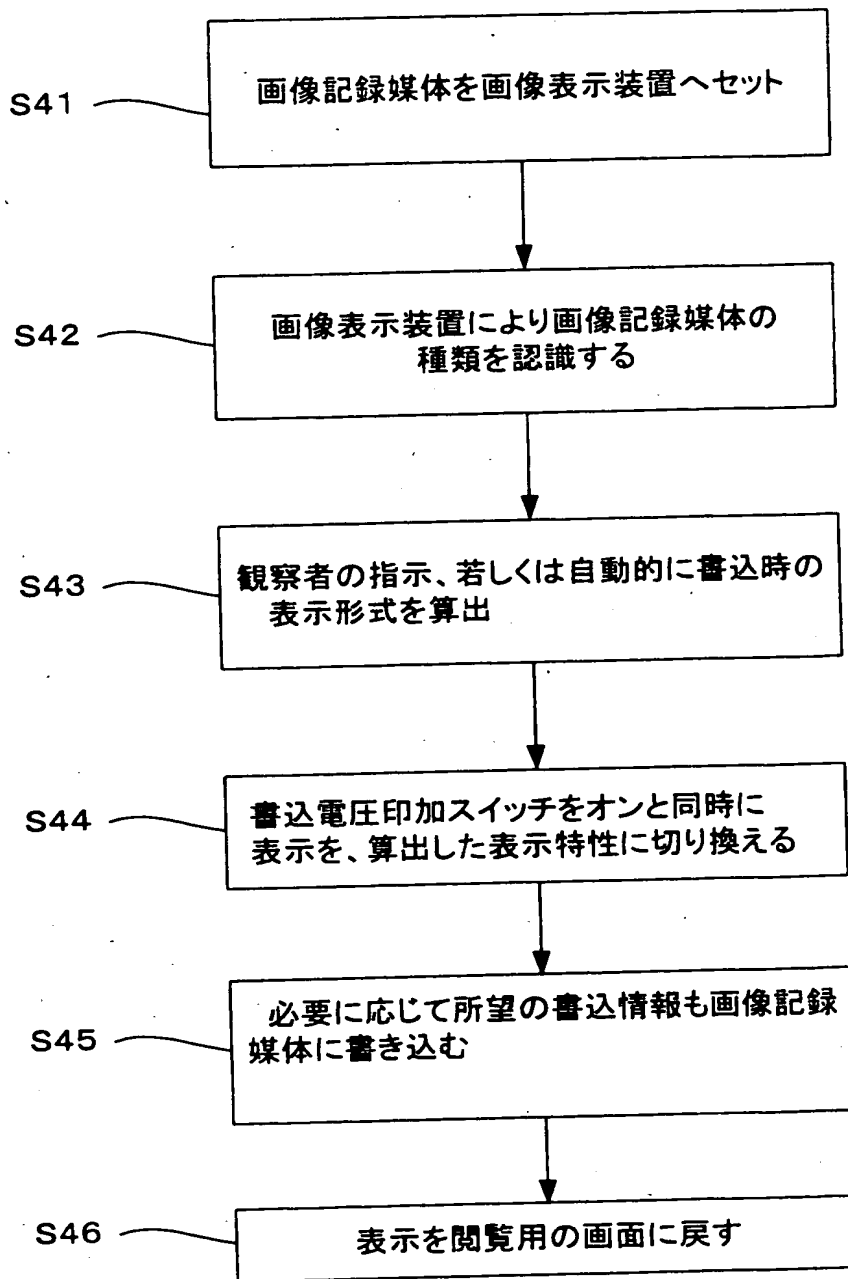 S41
画像記録媒体を画像表示装置へセット
S42
画像表示装置により画像記録媒体の
種類を認識する
S43
観察者の指示、若しくは自動的に書込時の
表示形式を算出
S44
書込電圧印加スイッチをオンと同時に
表示を、算出した表示特性に切り換える
S45
必要に応じて所望の書込情報も画像記録
媒体に書き込む
S46
表示を閲覧用の画面に戻す